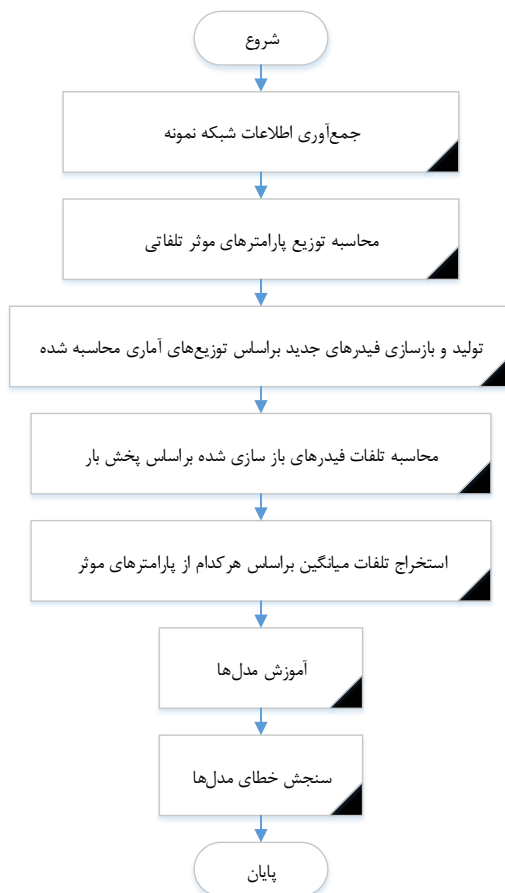 شروع
جمع‌آوری اطلاعات شبکه نمونه
محاسبه توزیع پارامترهای موثر تلفاتی
تولید و بازسازی فیدرهای جدید براساس توزیع‌های آماری محاسبه شده
محاسبه تلفات فیدرهای باز سازی شده براساس پخش بار
استخراج تلفات میانگین براساس هرکدام از پارامترهای موثر
آموزش مدل‌ها
سنجش خطای مدل‌ها
پایان